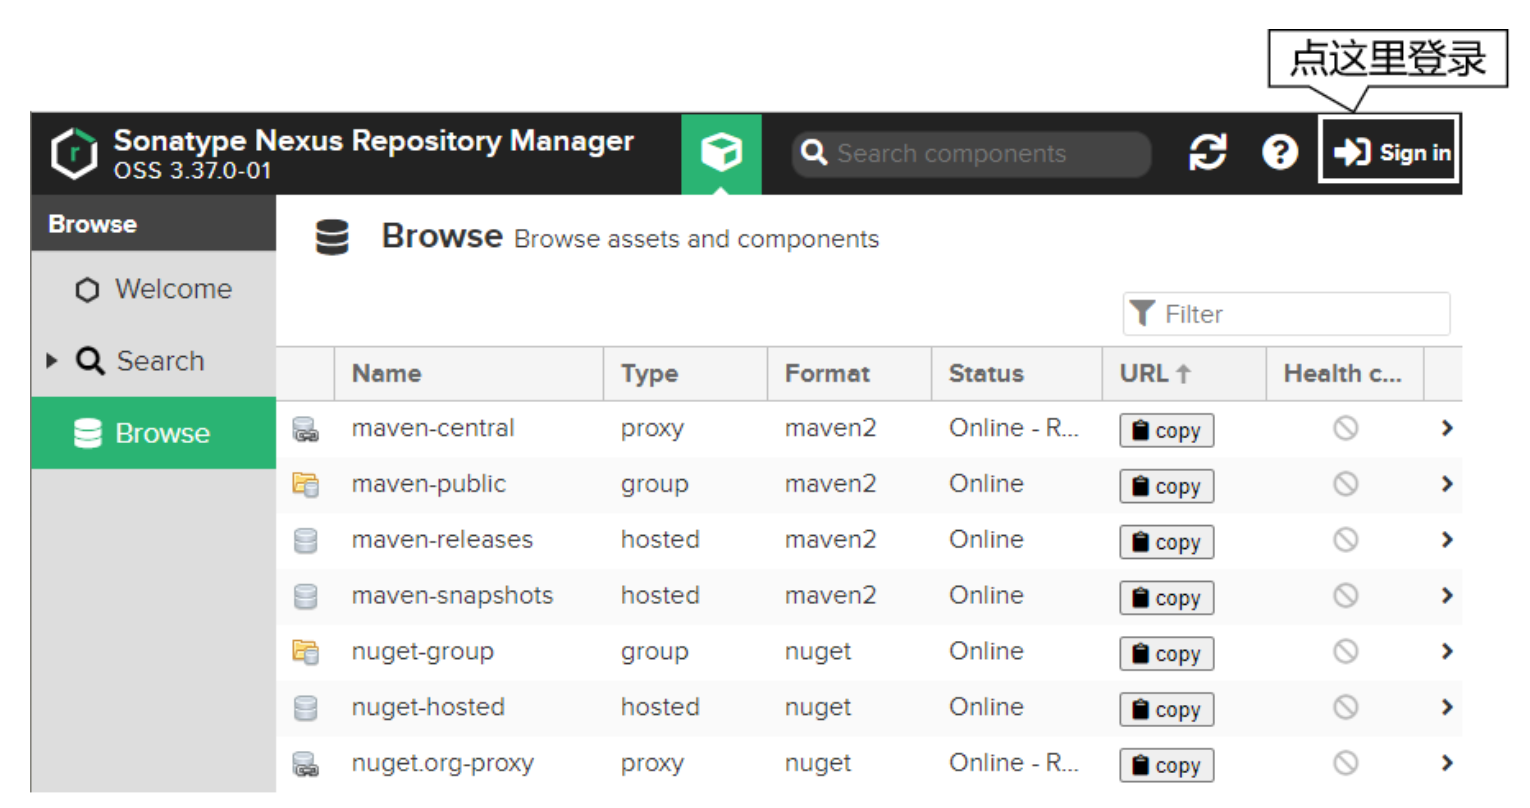 点这里登录
Sonatype Nexus Repository Manager
OSS 3.37.0-01
Search components
Sign in
Browse
Browse Browse assets and components
Welcome
Filter
Search
Name Type Format Status URL Health c...
Browse
maven-central proxy maven2 Online - R... copy
maven-public group maven2 Online copy
maven-releases hosted maven2 Online copy
maven-snapshots hosted maven2 Online copy
nuget-group group nuget Online copy
nuget-hosted hosted nuget Online copy
nuget.org-proxy proxy nuget Online - R... copy